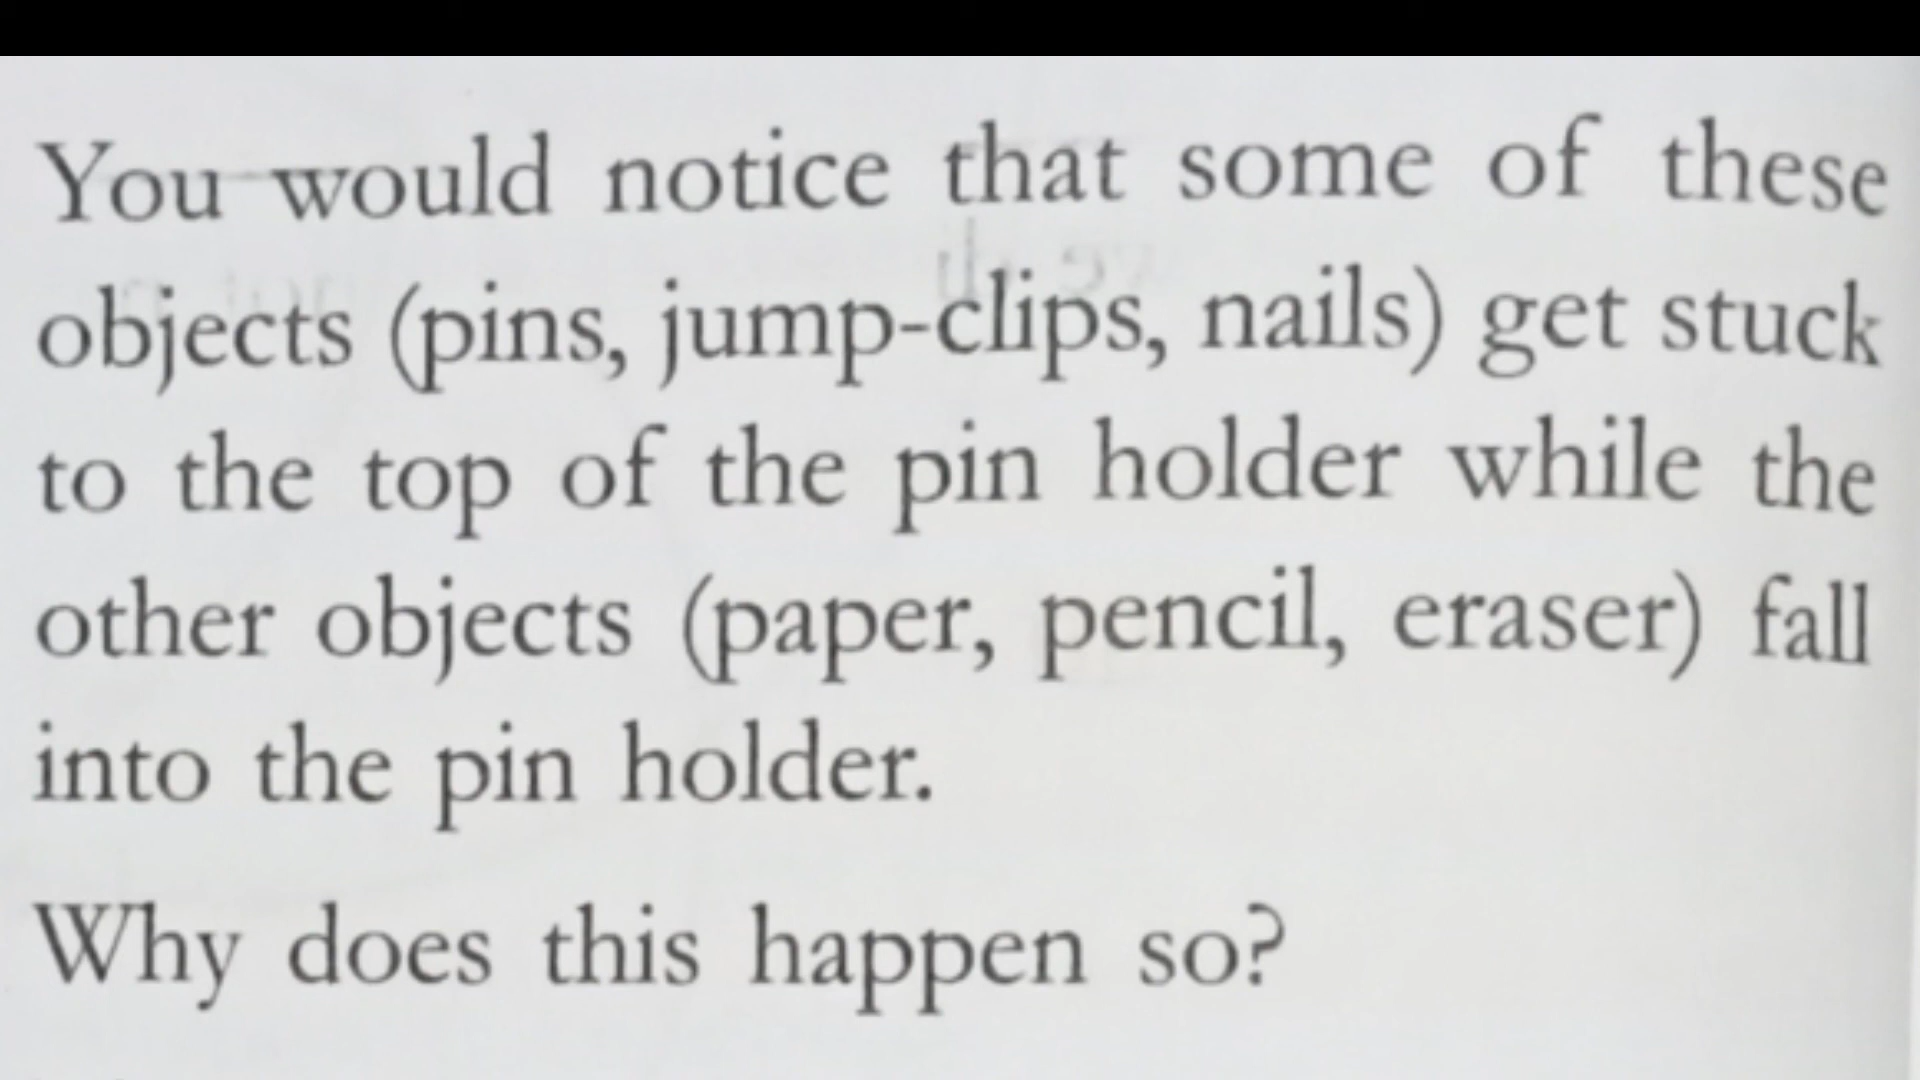 You would notice that some of these
objects (pins, jump-clips, nails) get stuck
to the top of the pin holder while the
other objects (paper, pencil, eraser) fall
into the pin holder.
Why does this happen so?